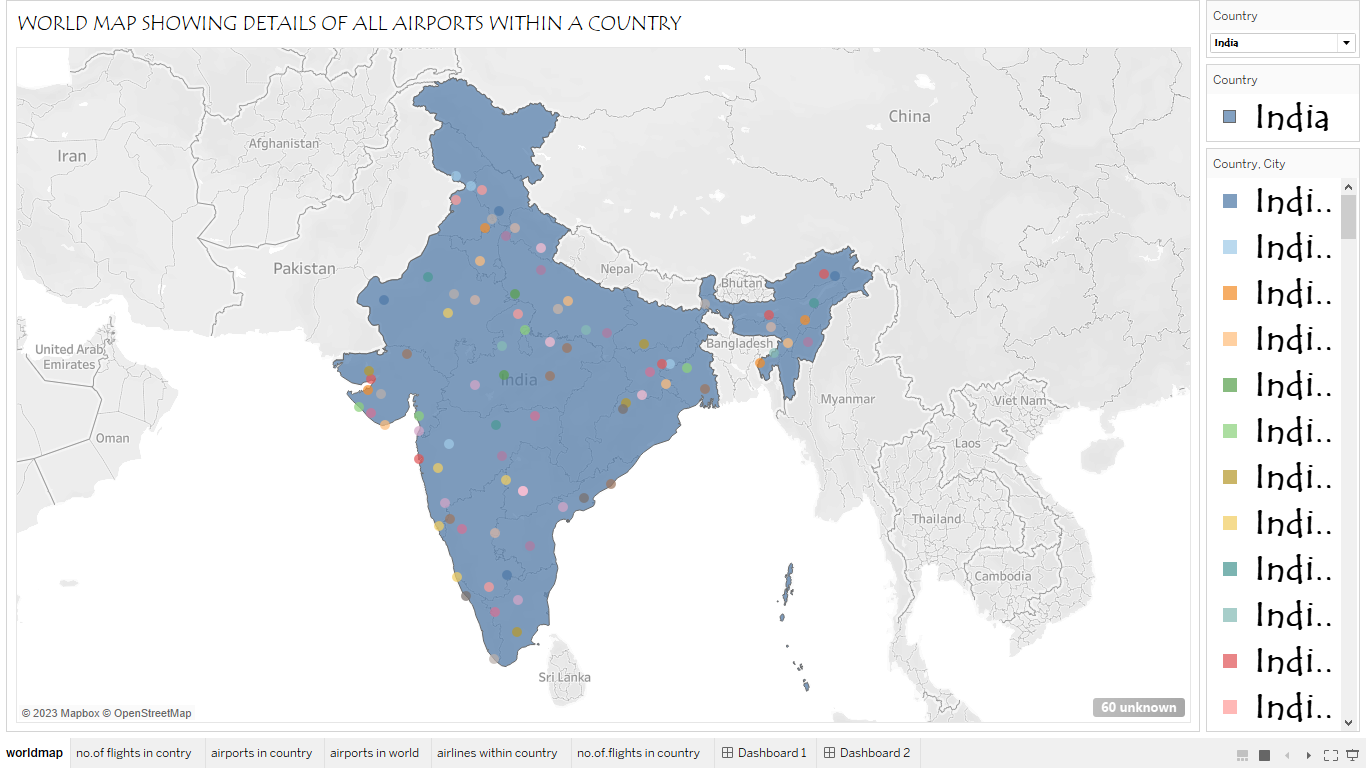 WORLD MAP SHOWING DETAILS OF ALL AIRPORTS WITHIN A COUNTRY
Country
India
Country
India
Country, City
Indi..
Indi..
Indi..
Indi..
Indi..
Indi..
Indi..
Indi..
Indi..
Indi..
Indi..
Indi..
China
Afghanistan
Iran
Pakistan
Nepal
Bhutan
United Arab
Emirates
Bangladesh
India
Myanmar
Viet Nam
Oman
Laos
Thailand
Cambodia
Sri Lanka
60 unknown
© 2023 Mapbox © OpenStreetMap
worldmap
no.of flights in contry
airports in country
airports in world
airlines within country
no.of.flights in country
Dashboard 1
Dashboard 2